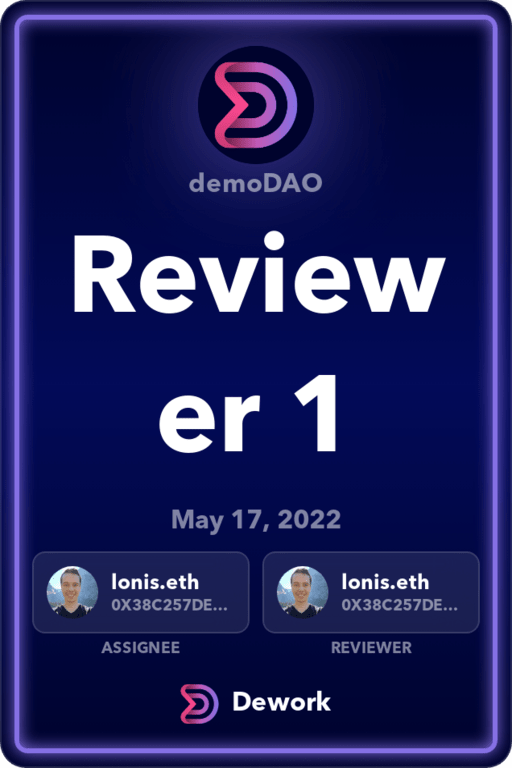 demoDAO
Review
er 1
May 17, 2022
lonis.eth lonis.eth
0X38C257DE... 0X38C257DE...
ASSIGNEE REVIEWER
Dework